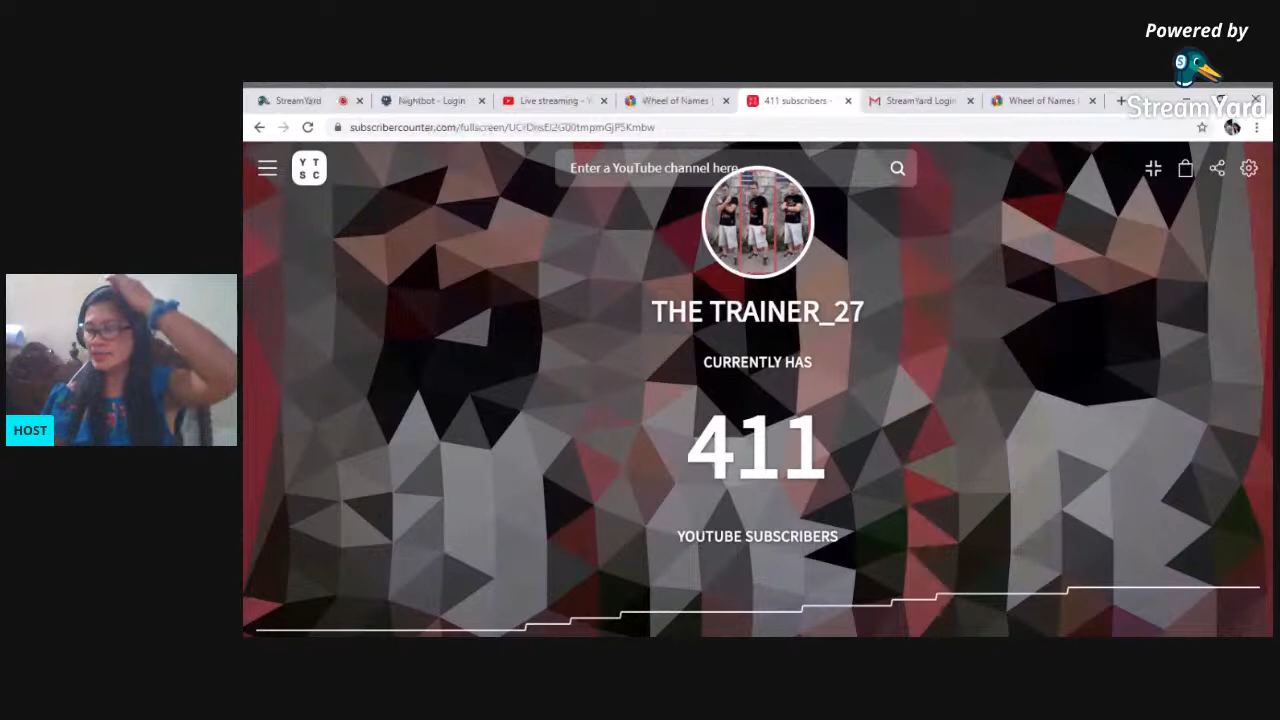 Powered by
StreamYard
StreamYard
Nightbot - Login
Live streaming - Y
Wheel of Names |
411 subscribers -
StreamYard Login
Wheel of Names |
Enter a YouTube channel here
Y T
S C
THE TRAINER_27
CURRENTLY HAS
411
YOUTUBE SUBSCRIBERS
HOST